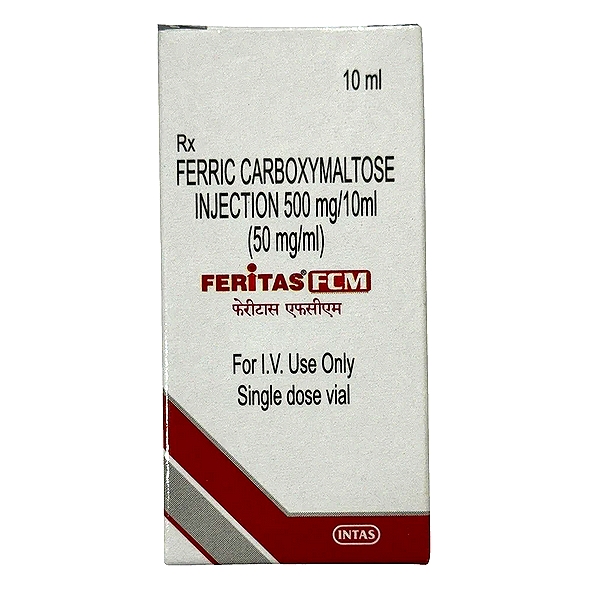 10 ml
Rx
FERRIC CARBOXYMALTOSE
INJECTION 500 mg/10ml
(50 mg/ml)
FERITAS® FCM
फेरीटास एफसीएम
For I.V. Use Only
Single dose vial
INTAS